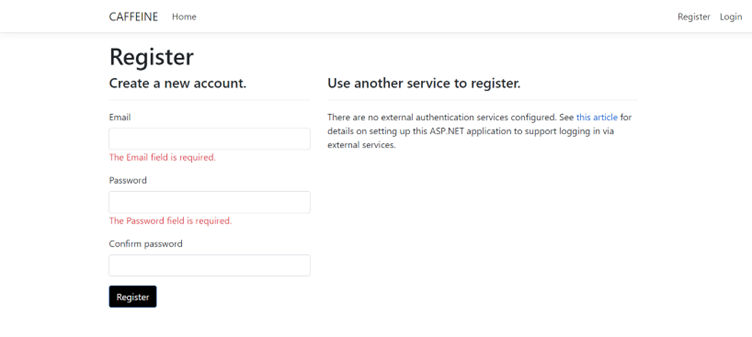 CAFFEINE Home Register Login
Register
Create a new account.
Email
The Email field is required.
Password
The Password field is required.
Confirm password
Register
Use another service to register.
There are no external authentication services configured. See this article for
details on setting up this ASP.NET application to support logging in via
external services.